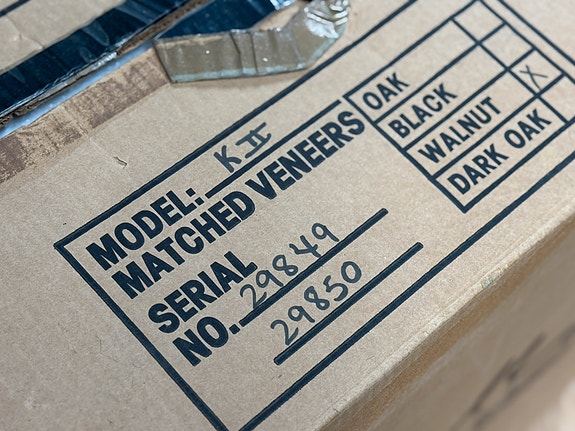 MODEL: K II
MATCHED VENEERS
SERIAL
NO. 29849
29850
OAK
BLACK
WALNUT X
DARK OAK